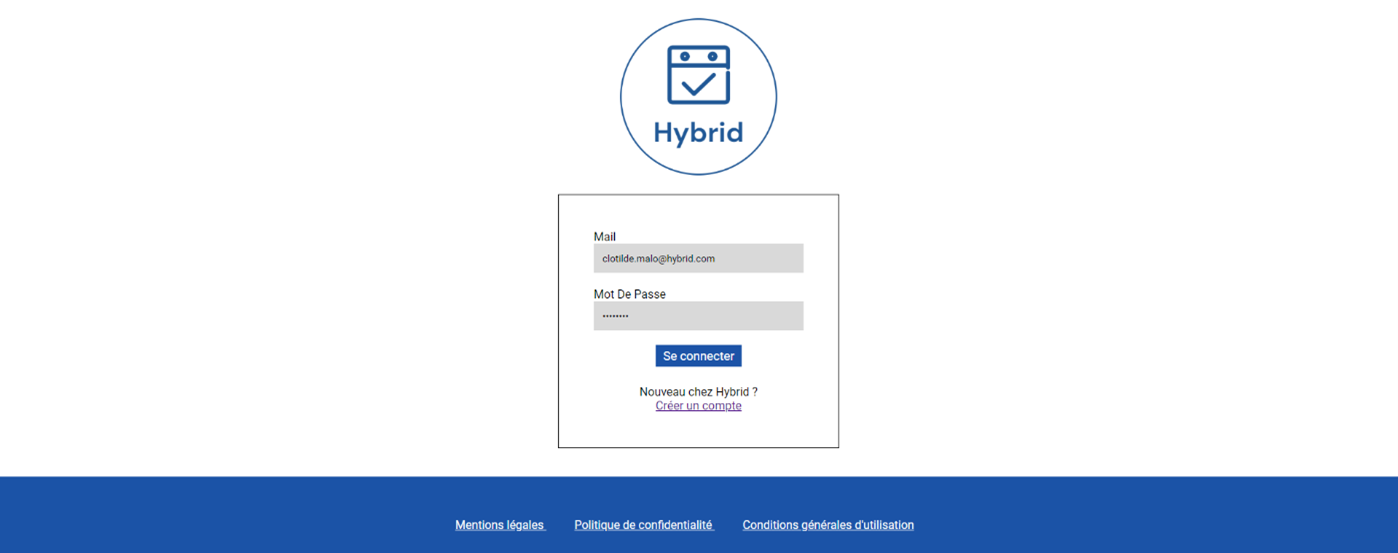 Hybrid
Mail
clotilde.malo@hybrid.com
Mot De Passe
••••••••
Se connecter
Nouveau chez Hybrid ?
Créer un compte
Mentions légales Politique de confidentialité Conditions générales d'utilisation